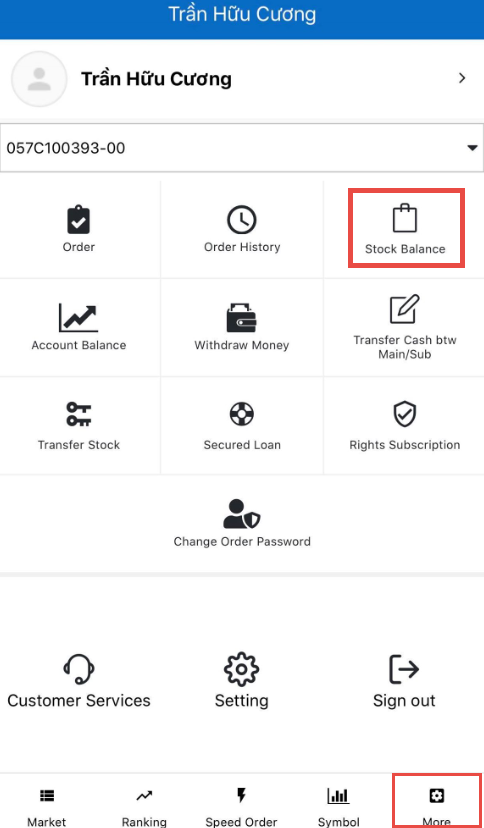 Trần Hữu Cương
Trần Hữu Cương
057C100393-00
Order
Order History
Stock Balance
Account Balance
Withdraw Money
Transfer Cash btw
Main/Sub
Transfer Stock
Secured Loan
Rights Subscription
Change Order Password
Customer Services
Setting
Sign out
Market
Ranking
Speed Order
Symbol
More